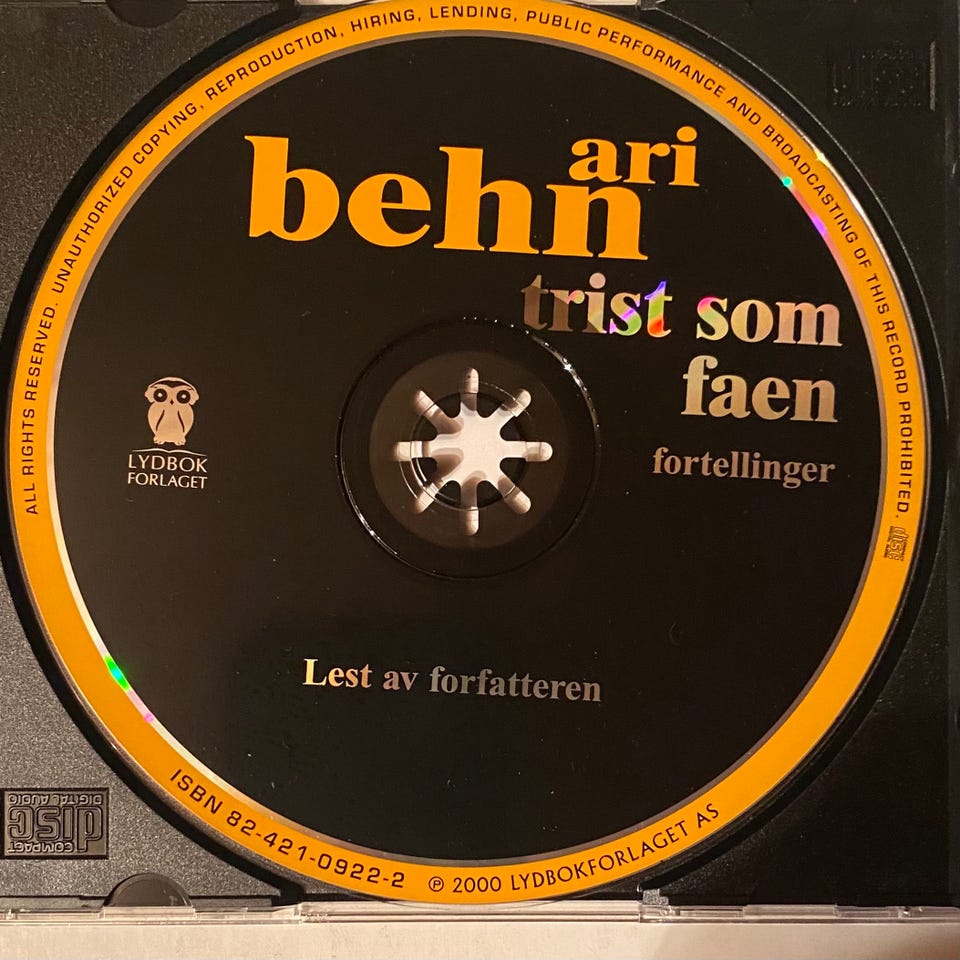 ALL RIGHTS RESERVED. UNAUTHORIZED COPYING, REPRODUCTION, HIRING, LENDING, PUBLIC PERFORMANCE AND BROADCASTING OF THIS RECORD PROHIBITED.
ari
behn
trist som
faen
fortellinger
LYDBOK
FORLAGET
Lest av forfatteren
ISBN 82-421-0922-2 ℗ 2000 LYDBOKFORLAGET AS
disc
COMPACT
disc
DIGITAL AUDIO